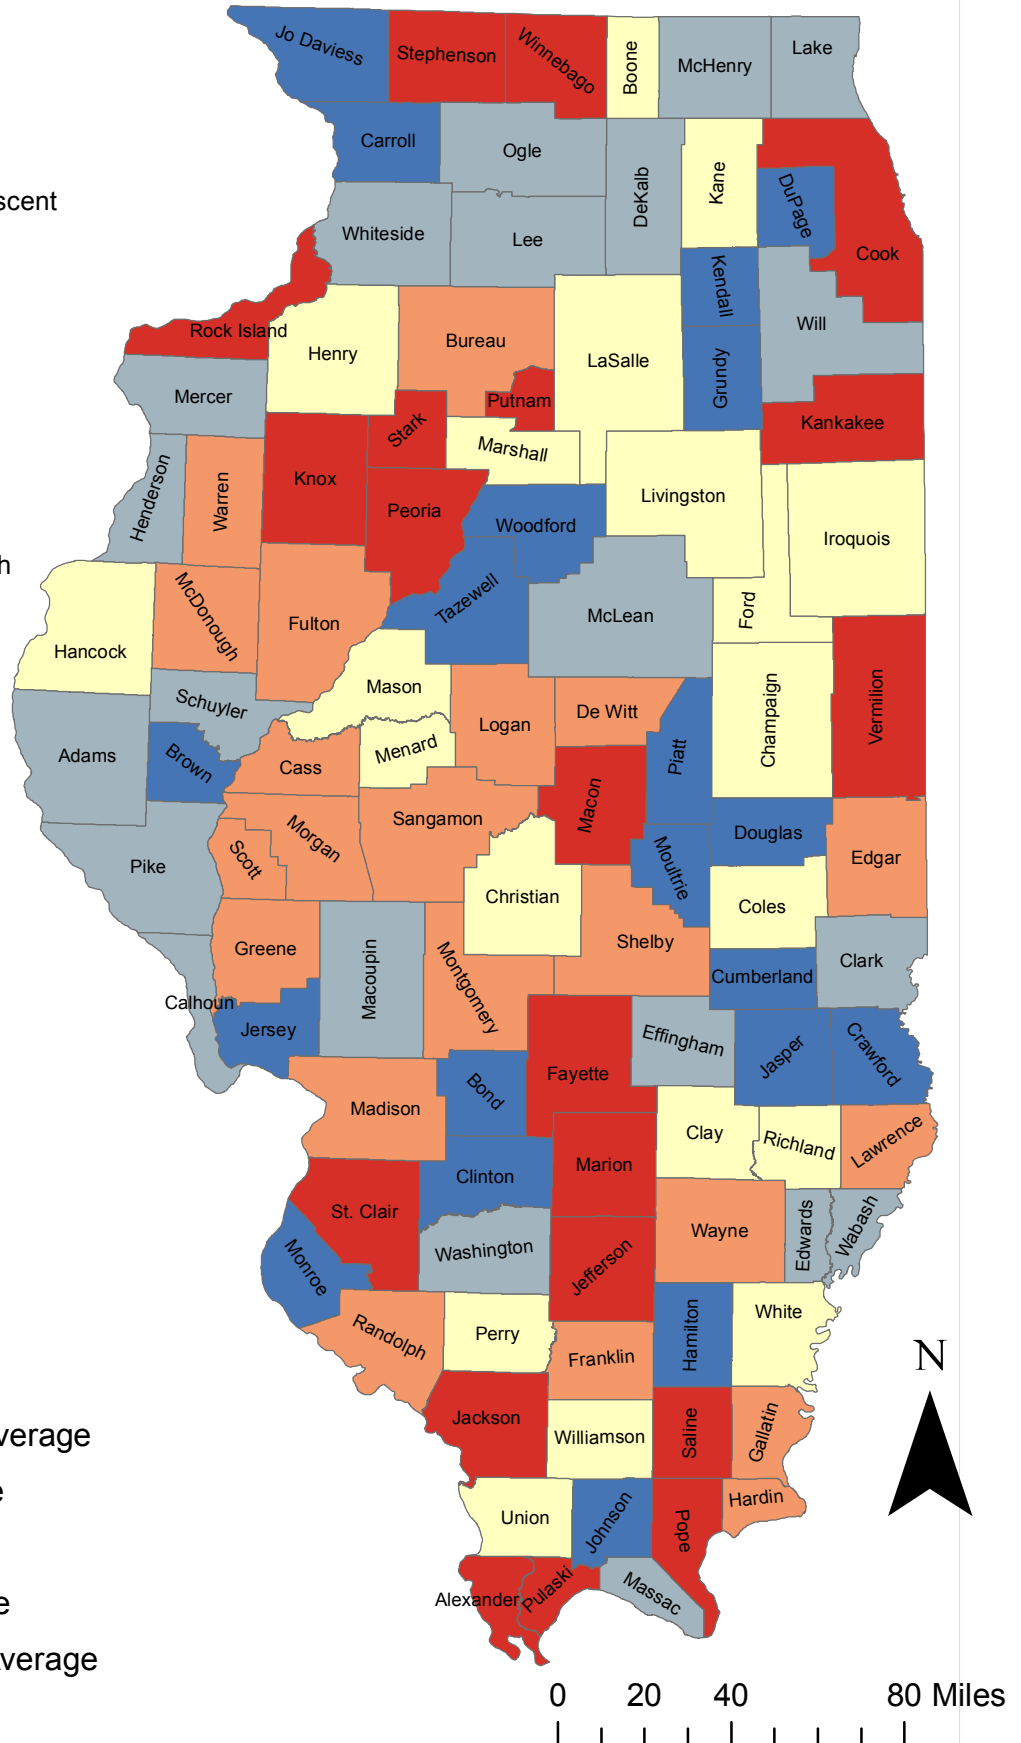 Jo Daviess
Stephenson
Winnebago
Boone
McHenry
Lake
Carroll
Ogle
DeKalb
Kane
DuPage
Cook
scent
Whiteside
Lee
Kendall
Will
Rock Island
Henry
Bureau
LaSalle
Grundy
Mercer
Putnam
Kankakee
Stark
Marshall
Henderson
Warren
Knox
Peoria
Woodford
Livingston
Iroquois
h
McDonough
Fulton
Tazewell
McLean
Ford
Hancock
Mason
Schuyler
Logan
De Witt
Champaign
Vermilion
Adams
Brown
Cass
Menard
Macon
Piatt
Sangamon
Douglas
Pike
Scott
Morgan
Moultrie
Edgar
Christian
Coles
Greene
Macoupin
Montgomery
Shelby
Clark
Cumberland
Calhoun
Jersey
Effingham
Jasper
Crawford
Fayette
Bond
Madison
Clay
Richland
Lawrence
Marion
Clinton
St. Clair
Wayne
Edwards
Wabash
Washington
Jefferson
Monroe
White
Randolph
Perry
Franklin
Hamilton
N
Jackson
Williamson
Saline
Gallatin
verage
e
Union
Johnson
Pope
Hardin
Alexander
Pulaski
Massac
e
verage
0 20 40 80 Miles